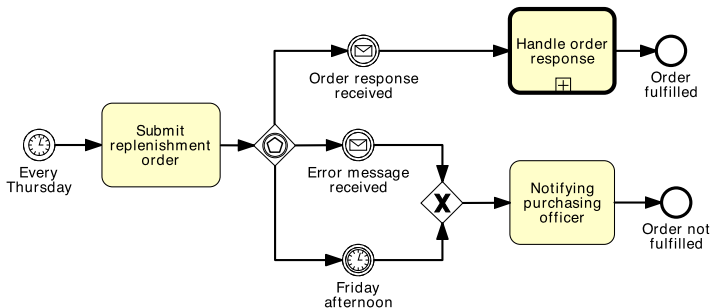 Handle order
response
Order response
received
Order
fulfilled
Submit
replenishment
order
Every
Thursday
Error message
received
Notifying
purchasing
officer
Order not
fulfilled
Friday
afternoon